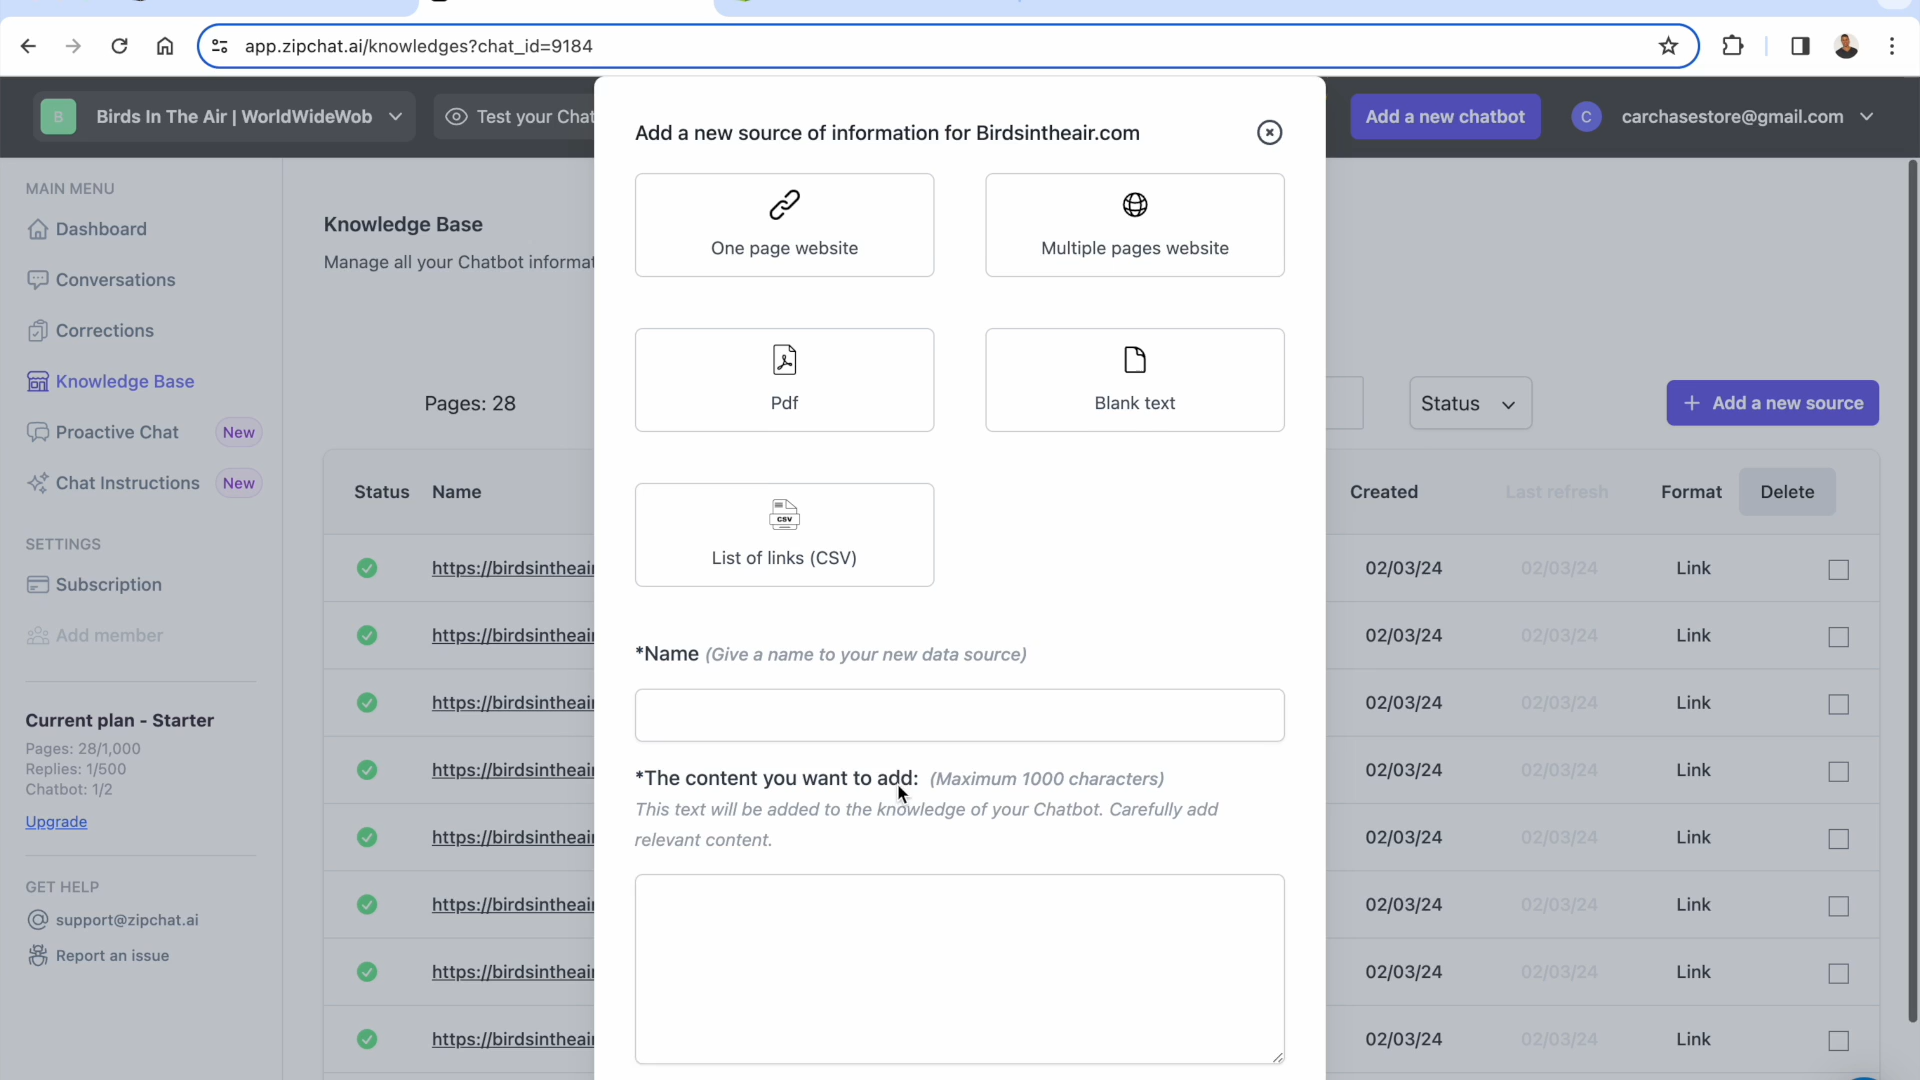 app.zipchat.ai/knowledges?chat_id=9184
B Birds In The Air | WorldWideWob
Test your Chat
Add a new chatbot
C carchasestore@gmail.com
MAIN MENU
Dashboard
Conversations
Corrections
Knowledge Base
Proactive Chat New
Chat Instructions New
SETTINGS
Subscription
Add member
Current plan - Starter
Pages: 28/1,000
Replies: 1/500
Chatbot: 1/2
Upgrade
GET HELP
support@zipchat.ai
Report an issue
Knowledge Base
Manage all your Chatbot informat
Pages: 28
Status
+ Add a new source
Status Name Created Last refresh Format Delete
https://birdsintheair 02/03/24 02/03/24 Link
https://birdsintheair 02/03/24 02/03/24 Link
https://birdsintheair 02/03/24 02/03/24 Link
https://birdsintheair 02/03/24 02/03/24 Link
https://birdsintheair 02/03/24 02/03/24 Link
https://birdsintheair 02/03/24 02/03/24 Link
https://birdsintheair 02/03/24 02/03/24 Link
https://birdsintheair 02/03/24 02/03/24 Link
Add a new source of information for Birdsintheair.com
One page website
Multiple pages website
Pdf
Blank text
CSV
List of links (CSV)
*Name (Give a name to your new data source)
*The content you want to add: (Maximum 1000 characters)
This text will be added to the knowledge of your Chatbot. Carefully add
relevant content.